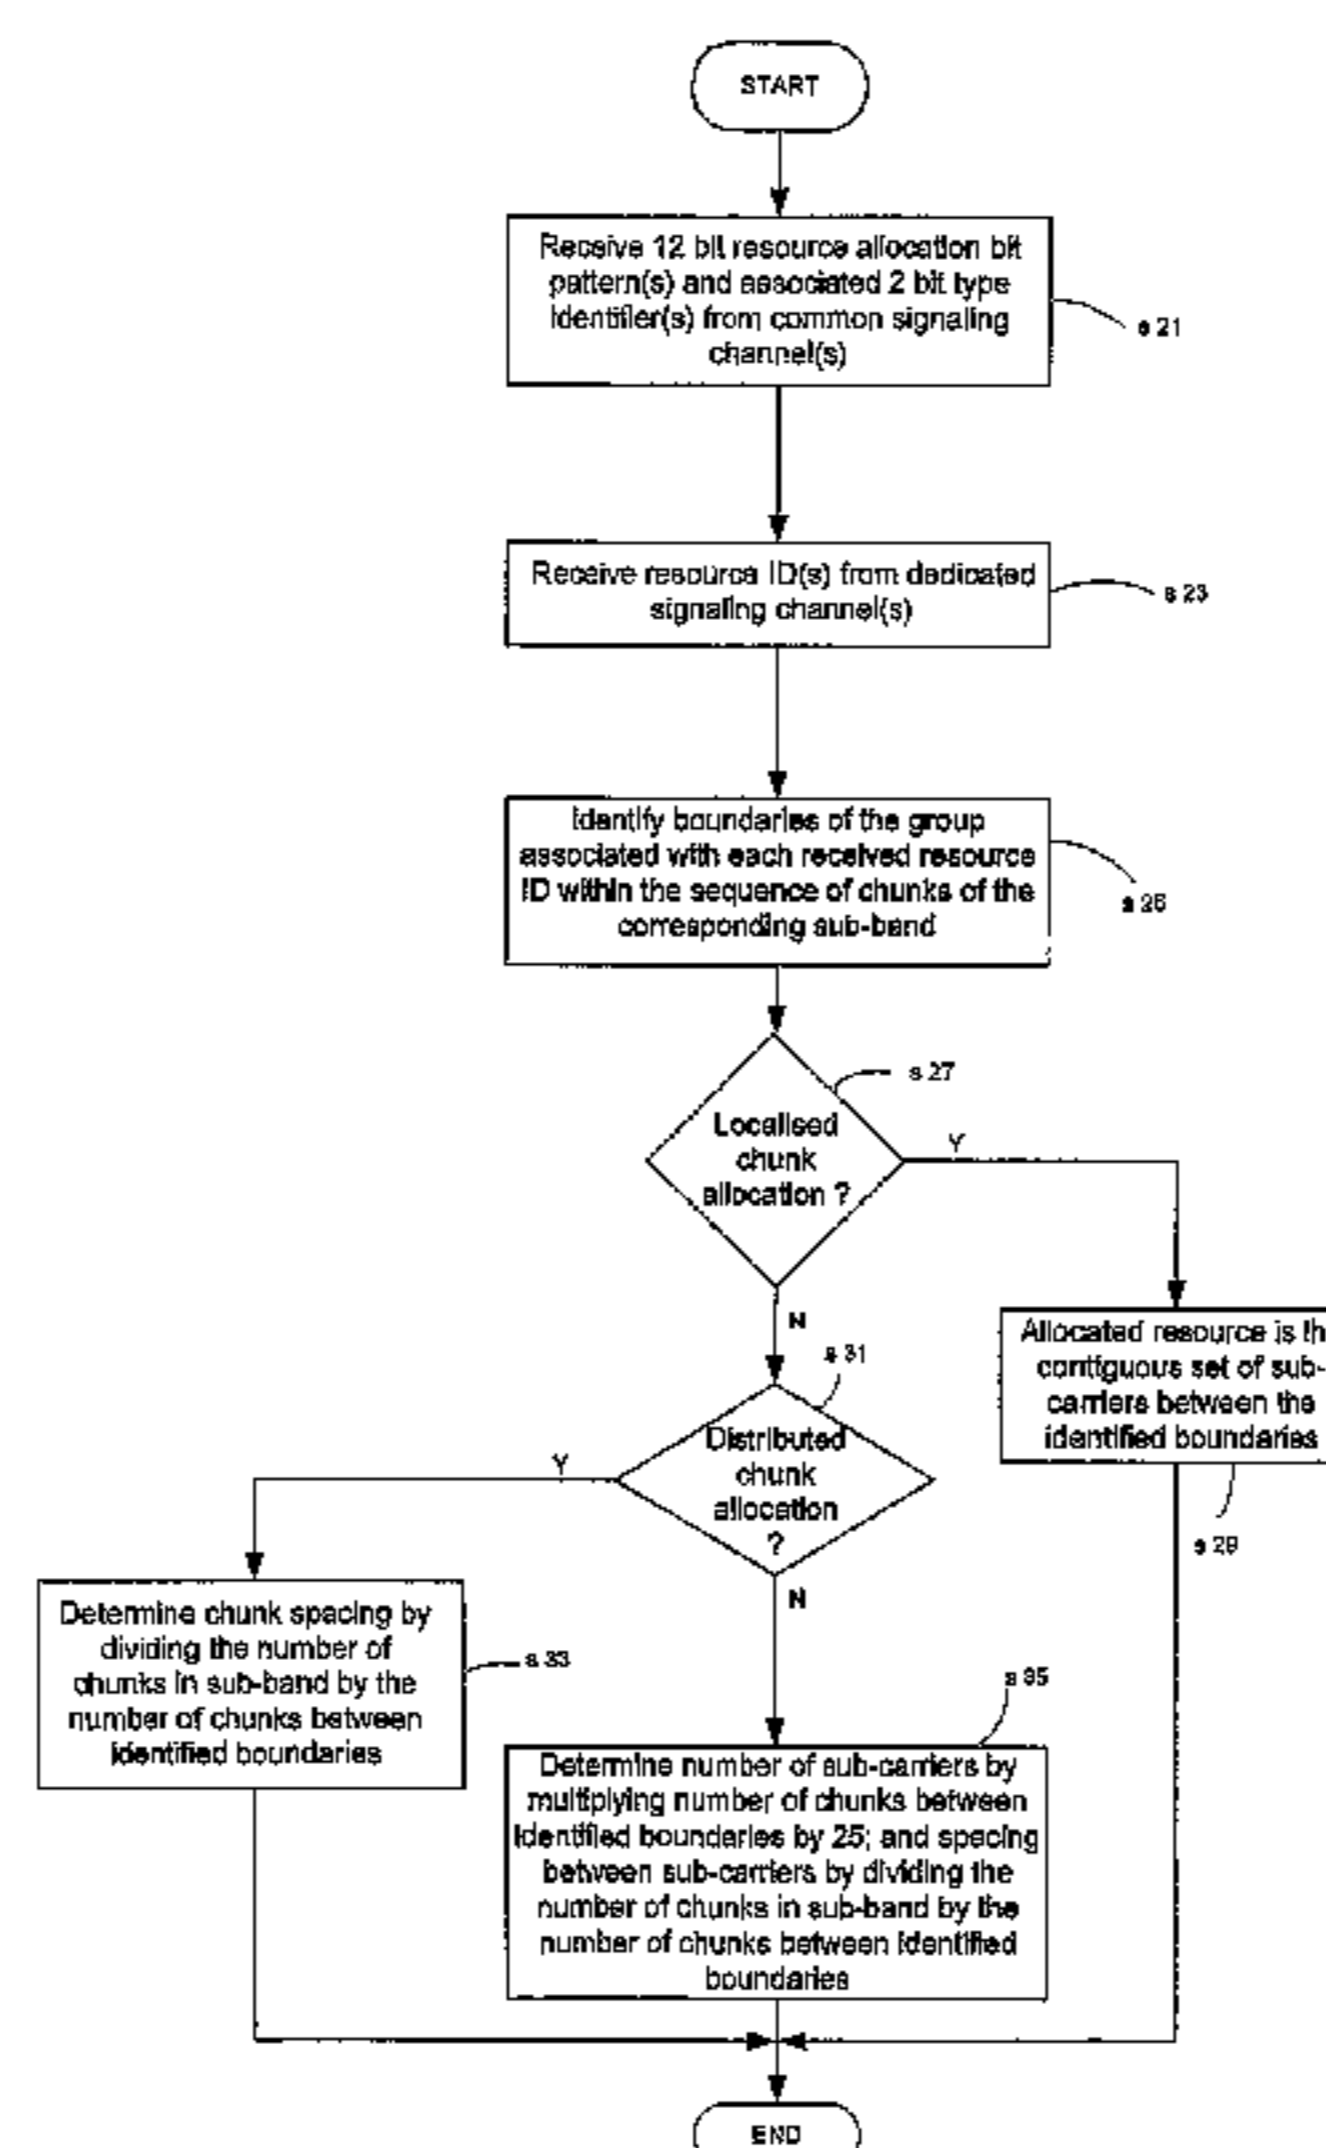 START
Receive 12 bit resource allocation bit
pattern(s) and associated 2 bit type
identifier(s) from common signaling
channel(s)
s 21
Receive resource ID(s) from dedicated
signaling channel(s)
s 23
Identify boundaries of the group
associated with each received resource
ID within the sequence of chunks of the
corresponding sub-band
s 25
s 27
Localised
chunk
allocation ?
Y
N
Allocated resource is th
contiguous set of sub-
carriers between the
identified boundaries
s 29
s 31
Distributed
chunk
allocation
?
Y
N
Determine chunk spacing by
dividing the number of
chunks in sub-band by the
number of chunks between
identified boundaries
s 33
s 35
Determine number of sub-carriers by
multiplying number of chunks between
identified boundaries by 25; and spacing
between sub-carriers by dividing the
number of chunks in sub-band by the
number of chunks between identified
boundaries
END